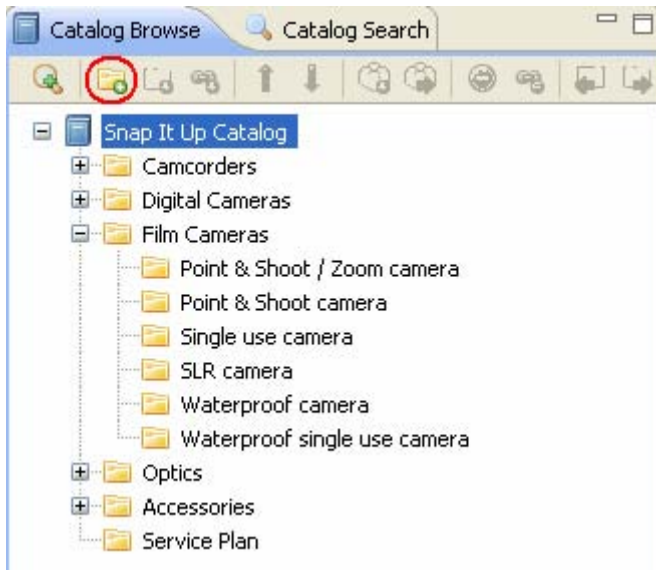 Catalog Browse Catalog Search
Snap It Up Catalog
Camcorders
Digital Cameras
Film Cameras
Point & Shoot / Zoom camera
Point & Shoot camera
Single use camera
SLR camera
Waterproof camera
Waterproof single use camera
Optics
Accessories
Service Plan